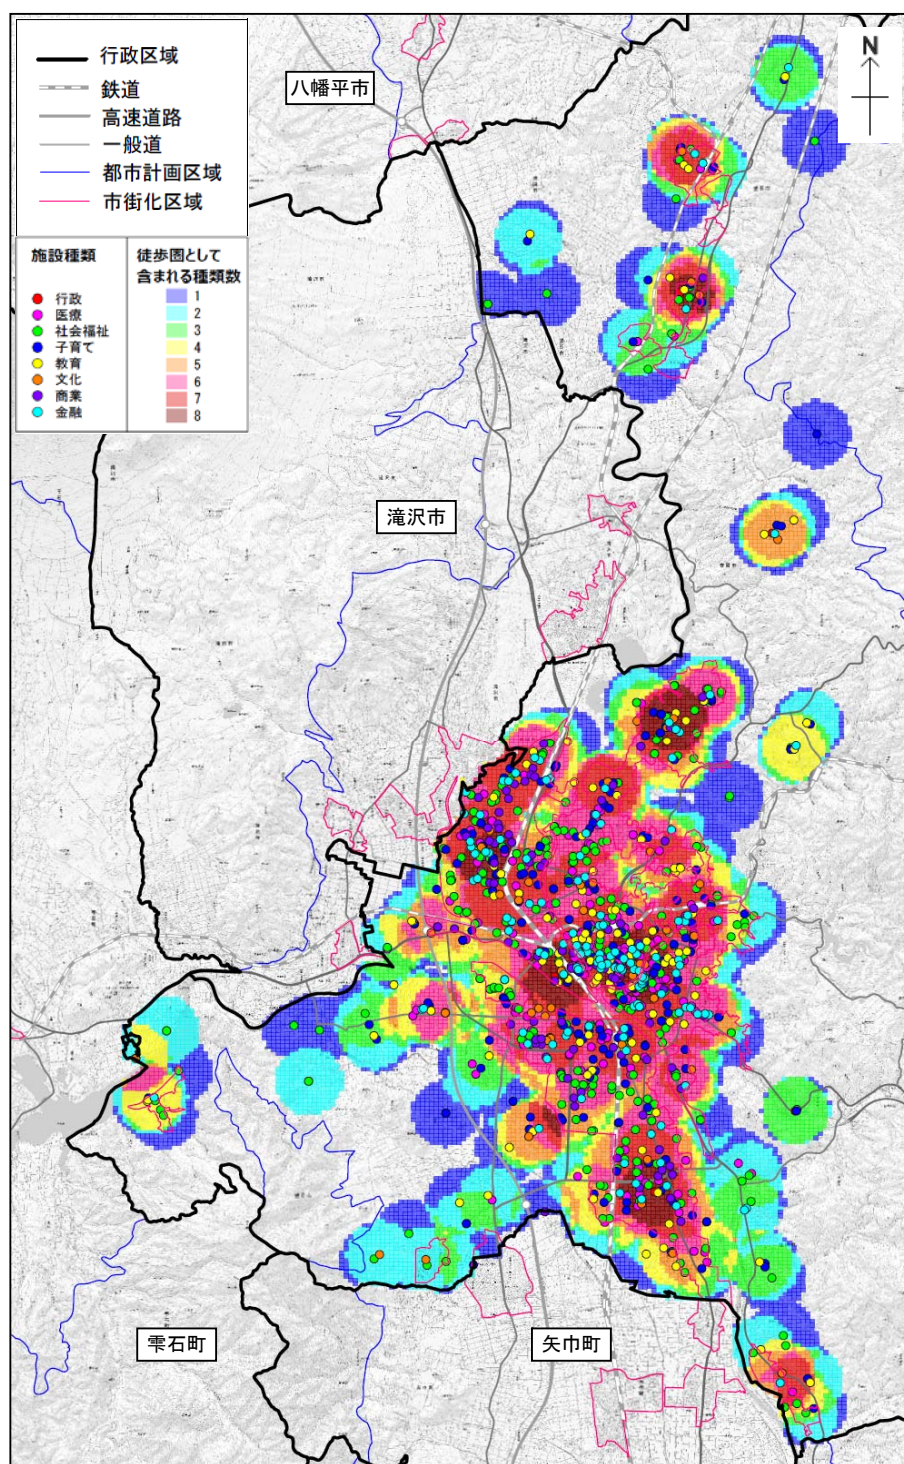 行政区域
鉄道
高速道路
一般道
都市計画区域
市街化区域
施設種類
行政
医療
社会福祉
子育て
教育
文化
商業
金融
徒歩圏として
含まれる種類数
1
2
3
4
5
6
7
8
N
八幡平市
滝沢市
雫石町
矢巾町